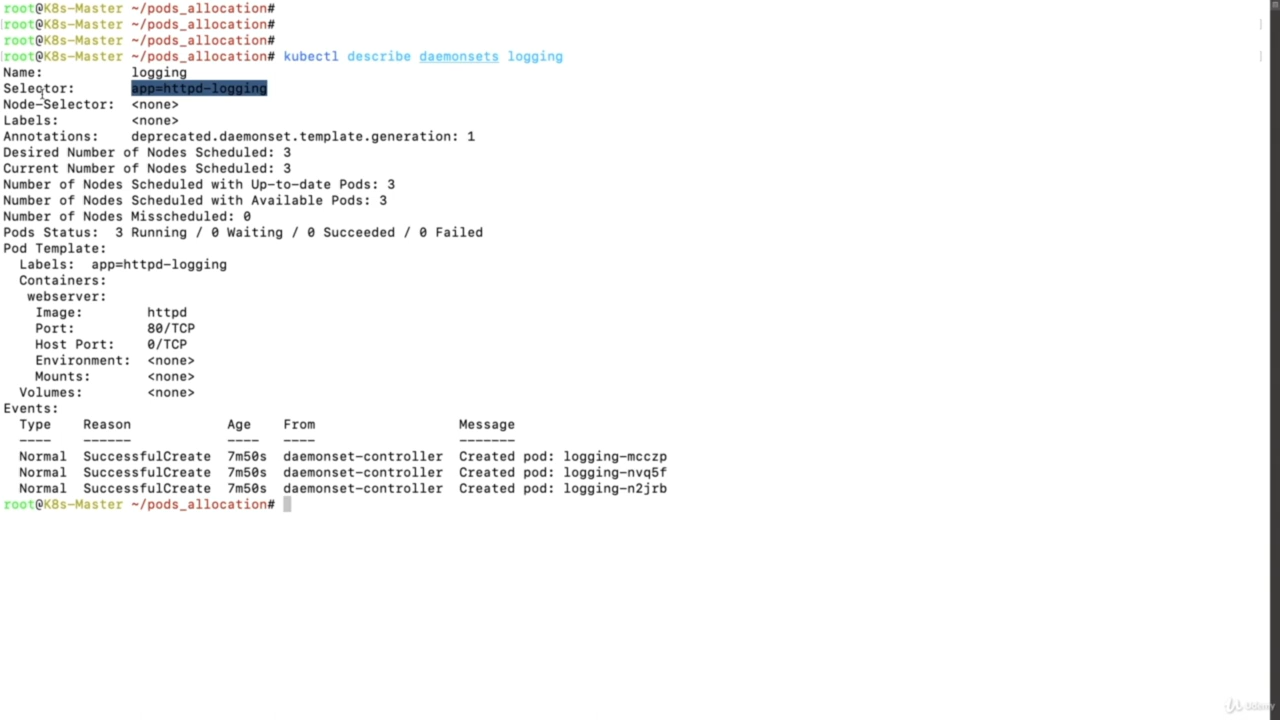 root@K8s-Master ~/pods_allocation#
root@K8s-Master ~/pods_allocation#
root@K8s-Master ~/pods_allocation#
root@K8s-Master ~/pods_allocation# kubectl describe daemonsets logging
Name:           logging
Selector:       app=httpd-logging
Node-Selector:  <none>
Labels:         <none>
Annotations:    deprecated.daemonset.template.generation: 1
Desired Number of Nodes Scheduled: 3
Current Number of Nodes Scheduled: 3
Number of Nodes Scheduled with Up-to-date Pods: 3
Number of Nodes Scheduled with Available Pods: 3
Number of Nodes Misscheduled: 0
Pods Status:  3 Running / 0 Waiting / 0 Succeeded / 0 Failed
Pod Template:
  Labels:  app=httpd-logging
  Containers:
   webserver:
    Image:        httpd
    Port:         80/TCP
    Host Port:    0/TCP
    Environment:  <none>
    Mounts:       <none>
  Volumes:        <none>
Events:
  Type    Reason            Age    From                  Message
  ----    ------            ----   ----                  -------
  Normal  SuccessfulCreate  7m50s  daemonset-controller  Created pod: logging-mcczp
  Normal  SuccessfulCreate  7m50s  daemonset-controller  Created pod: logging-nvq5f
  Normal  SuccessfulCreate  7m50s  daemonset-controller  Created pod: logging-n2jrb
root@K8s-Master ~/pods_allocation#
Udemy